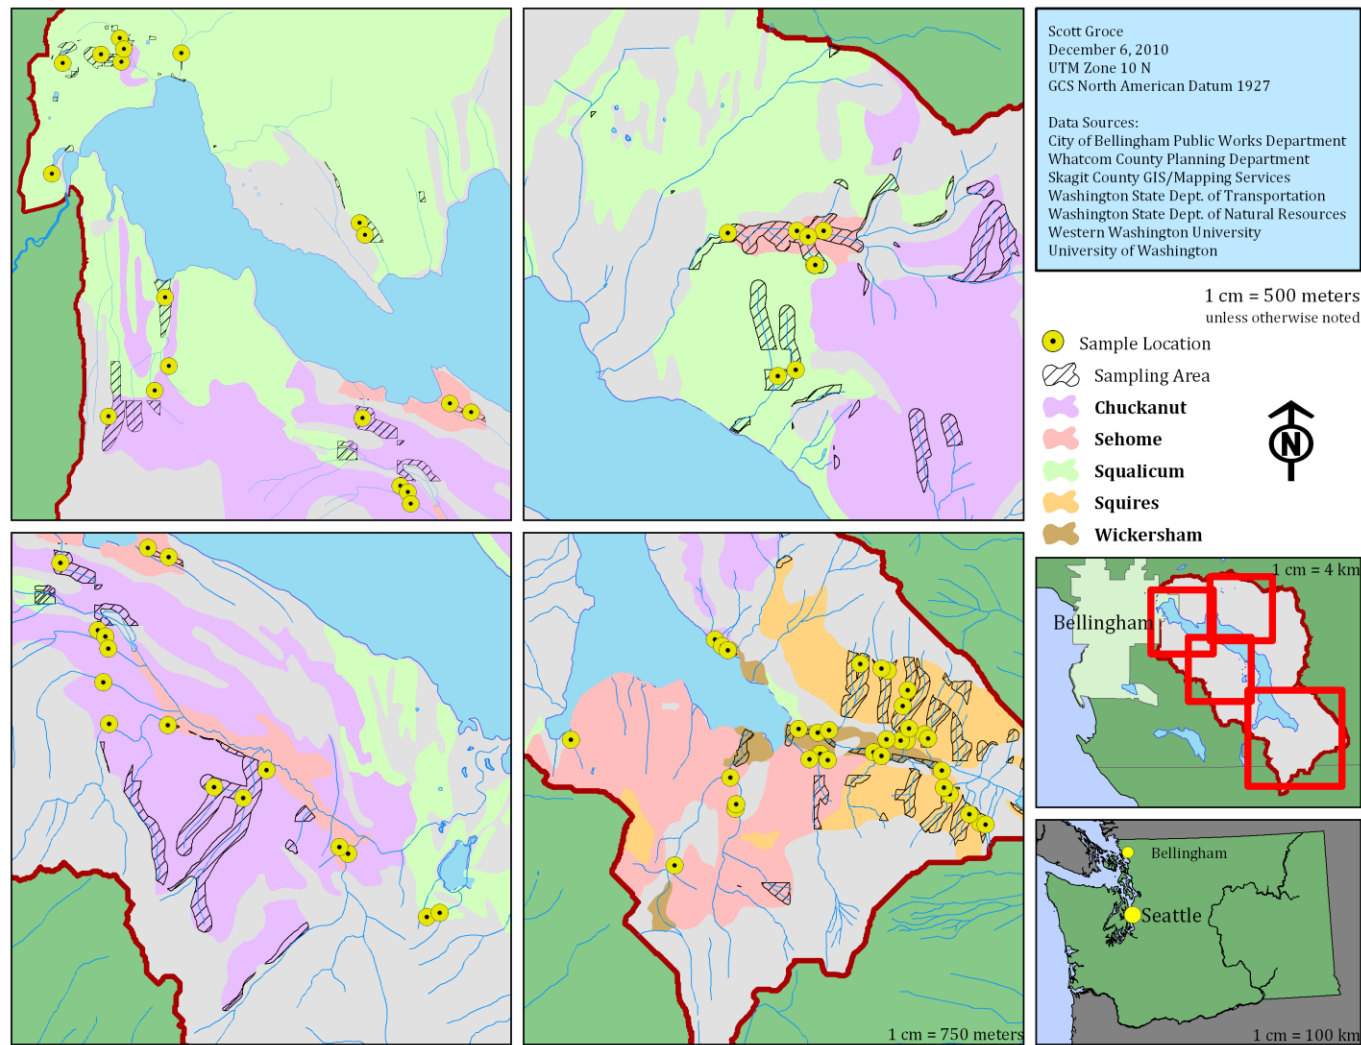 Scott Groce
December 6, 2010
UTM Zone 10 N
GCS North American Datum 1927
Data Sources:
City of Bellingham Public Works Department
Whatcom County Planning Department
Skagit County GIS/Mapping Services
Washington State Dept. of Transportation
Washington State Dept. of Natural Resources
Western Washington University
University of Washington
1 cm = 500 meters
unless otherwise noted
Sample Location
Sampling Area
Chuckanut
Sehome
Squalicum
Squires
Wickersham
N
1 cm = 4 km
Bellingham
Bellingham
Seattle
1 cm = 750 meters
1 cm = 100 km